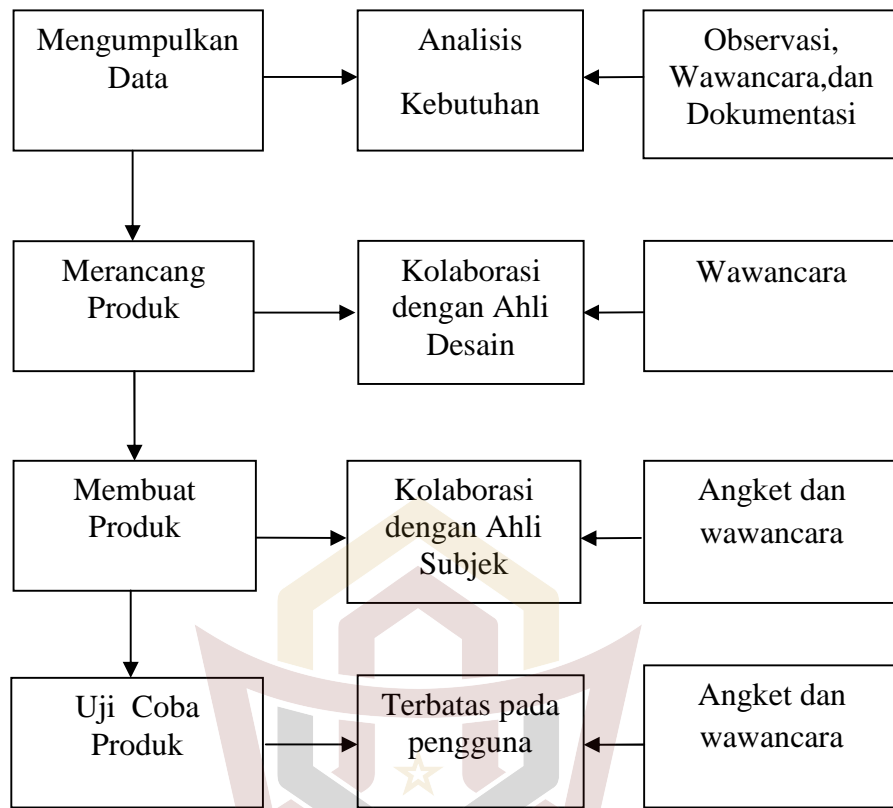 Mengumpulkan
Data
Analisis
Kebutuhan
Observasi,
Wawancara,dan
Dokumentasi
Merancang
Produk
Kolaborasi
dengan Ahli
Desain
Wawancara
Membuat
Produk
Kolaborasi
dengan Ahli
Subjek
Angket dan
wawancara
Uji Coba
Produk
Terbatas pada
pengguna
Angket dan
wawancara